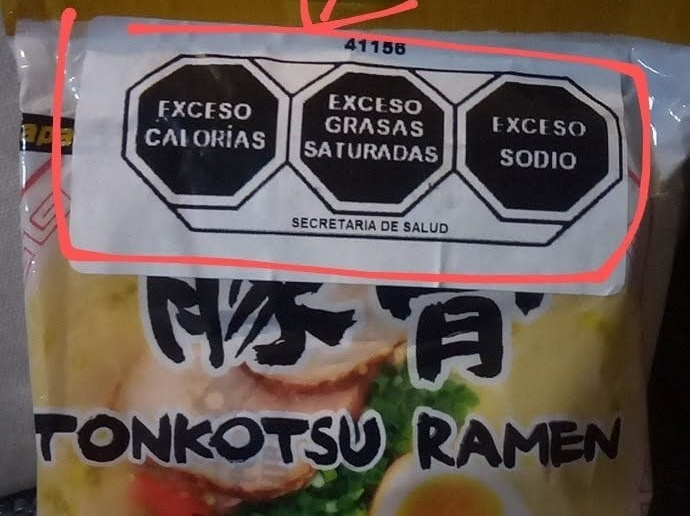 41156
EXCESO CALORÍAS
EXCESO GRASAS SATURADAS
EXCESO SODIO
SECRETARIA DE SALUD
豚骨
TONKOTSU RAMEN